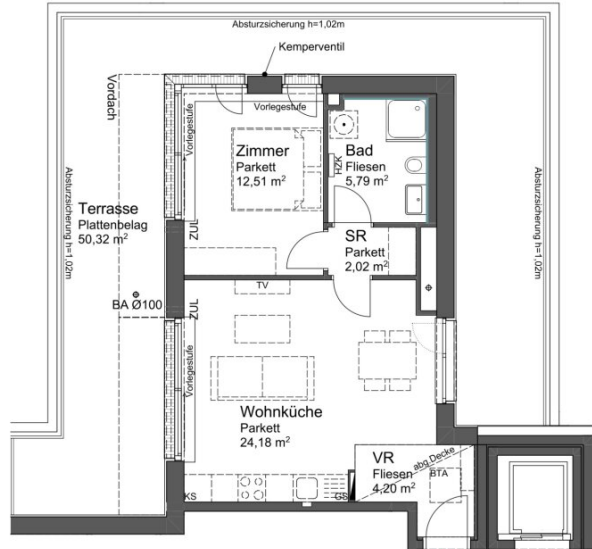 Absturzsicherung h=1,02m
Kemperventil
Vordach
Vorlegestufe
Vorlegestufe
Zimmer
Parkett
12,51 m²
Bad
Fliesen
5,79 m²
HZK
Absturzsicherung h=1,02m
Absturzsicherung h=1,02m
Terrasse
Plattenbelag
50,32 m²
ZUL
SR
Parkett
2,02 m²
TV
BA Ø100
ZUL
Vorlegestufe
Wohnküche
Parkett
24,18 m²
VR
Fliesen
4,20 m²
abg.Decke
BTA
KS
GS